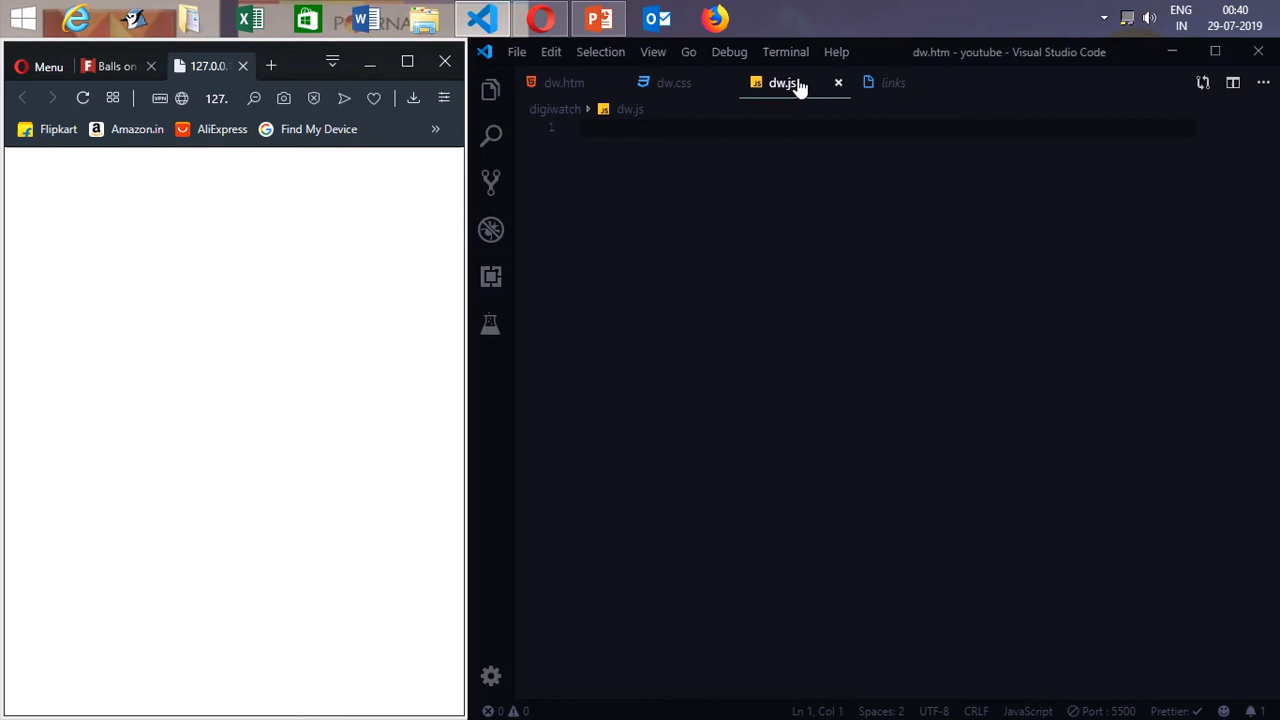 PORNA
ENG
IN
00:40
29-07-2019
Menu
Balls on
127.0.0.
127.
Flipkart
Amazon.in
AliExpress
Find My Device
File Edit Selection View Go Debug Terminal Help
dw.htm - youtube - Visual Studio Code
dw.htm
dw.css
dw.js
links
digiwatch
dw.js
1
0 0
Ln 1, Col 1
Spaces: 2
UTF-8
CRLF
JavaScript
Port : 5500
Prettier:
1